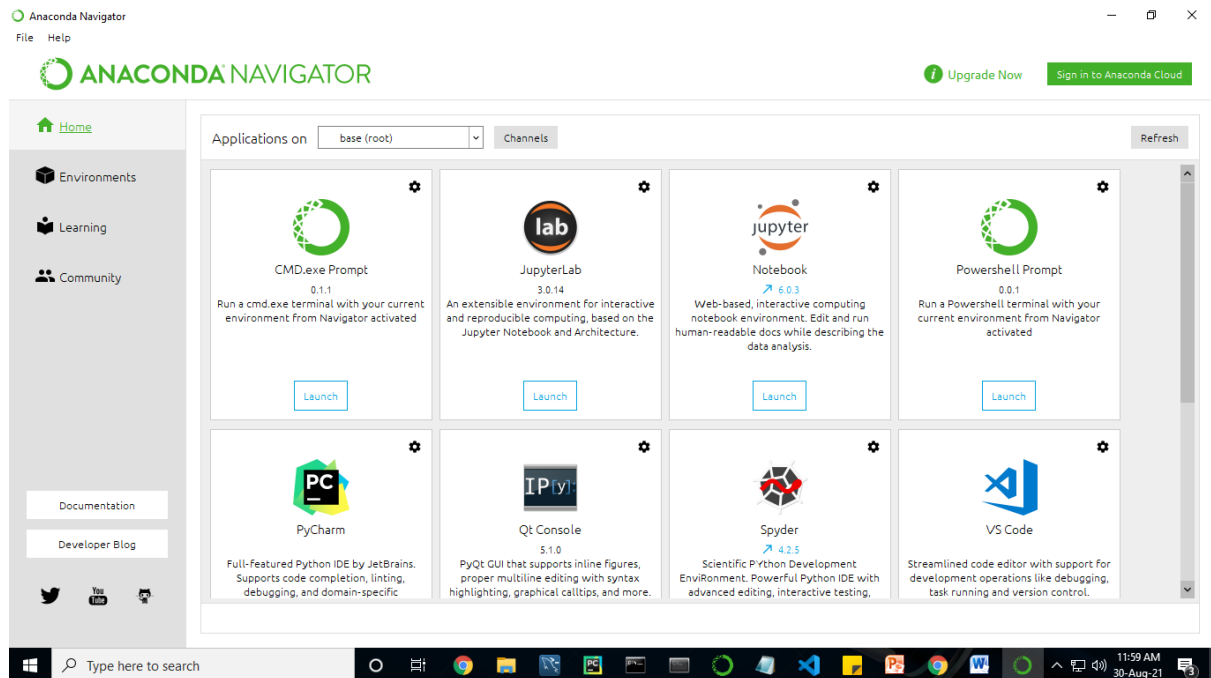 Anaconda Navigator
File Help
ANACONDA NAVIGATOR
Upgrade Now
Sign in to Anaconda Cloud
Home
Environments
Learning
Community
Documentation
Developer Blog
You
Tube
Applications on base (root) Channels Refresh
CMD.exe Prompt
0.1.1
Run a cmd.exe terminal with your current
environment from Navigator activated
Launch
lab
JupyterLab
3.0.14
An extensible environment for interactive
and reproducible computing, based on the
Jupyter Notebook and Architecture.
Launch
jupyter
Notebook
6.0.3
Web-based, interactive computing
notebook environment. Edit and run
human-readable docs while describing the
data analysis.
Launch
Powershell Prompt
0.0.1
Run a Powershell terminal with your
current environment from Navigator
activated
Launch
PC
PyCharm
Full-featured Python IDE by JetBrains.
Supports code completion, linting,
debugging, and domain-specific
IP[y]:
Qt Console
5.1.0
PyQt GUI that supports inline figures,
proper multiline editing with syntax
highlighting, graphical calltips, and more.
Spyder
4.2.5
Scientific PYthon Development
EnviRonment. Powerful Python IDE with
advanced editing, interactive testing,
VS Code
Streamlined code editor with support for
development operations like debugging,
task running and version control.
Type here to search
PC
W
11:59 AM
30-Aug-21
3